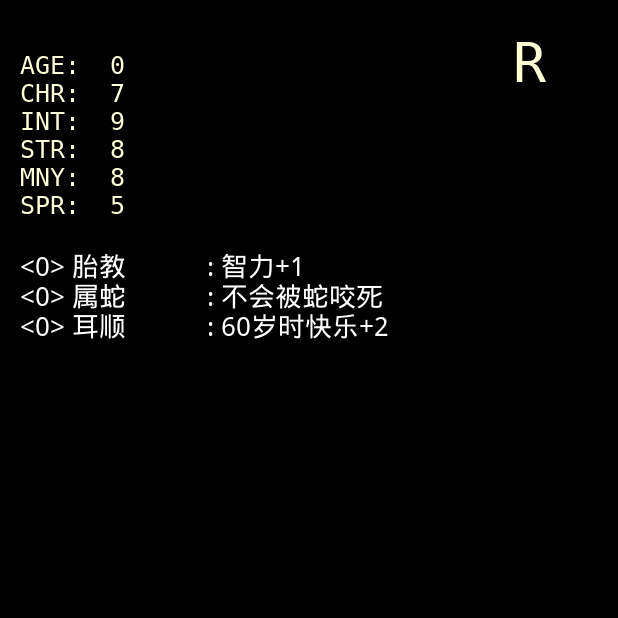 R
AGE: 0
CHR: 7
INT: 9
STR: 8
MNY: 8
SPR: 5
<0> 胎教 : 智力+1
<0> 属蛇 : 不会被蛇咬死
<0> 耳顺 : 60岁时快乐+2